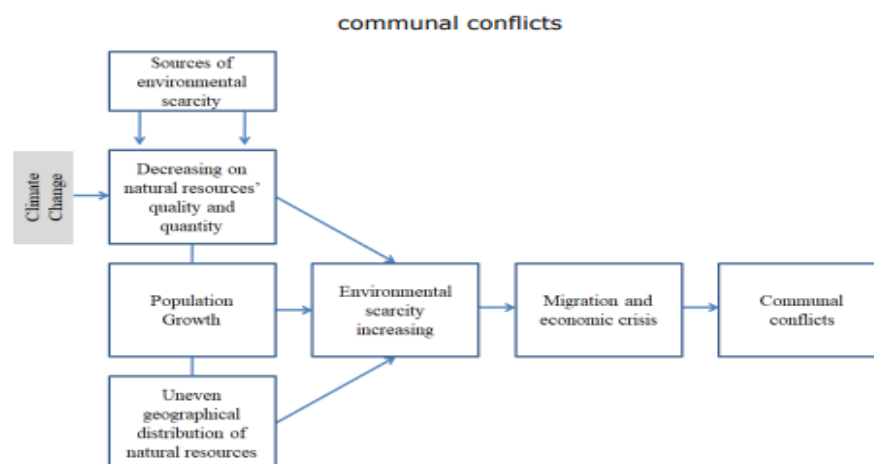 communal conflicts
Sources of
environmental
scarcity
Climate
Change
Decreasing on
natural resources'
quality and
quantity
Population
Growth
Environmental
scarcity
increasing
Migration and
economic crisis
Communal
conflicts
Uneven
geographical
distribution of
natural resources